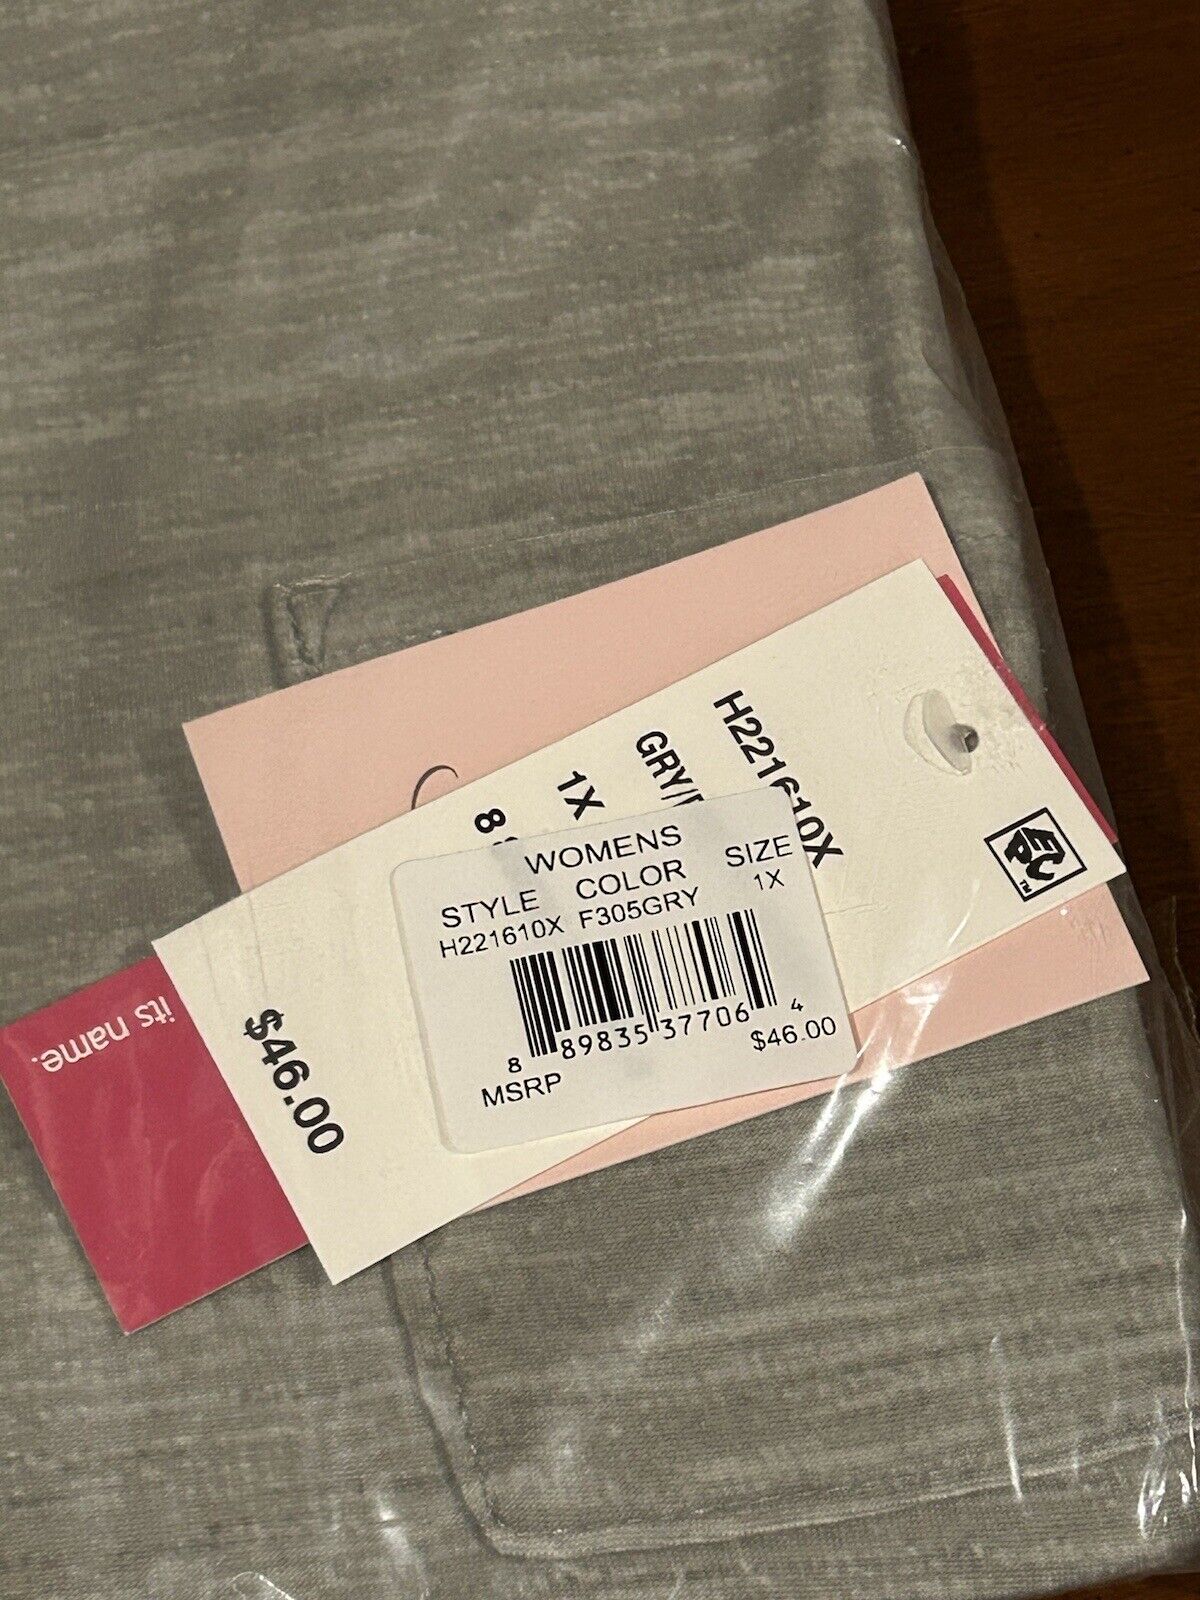 H221610X
GRY/
1X
8
$46.00
its name.
EPC™
WOMENS
STYLE COLOR SIZE
H221610X F305GRY 1X
8 89835 37706 4
MSRP $46.00